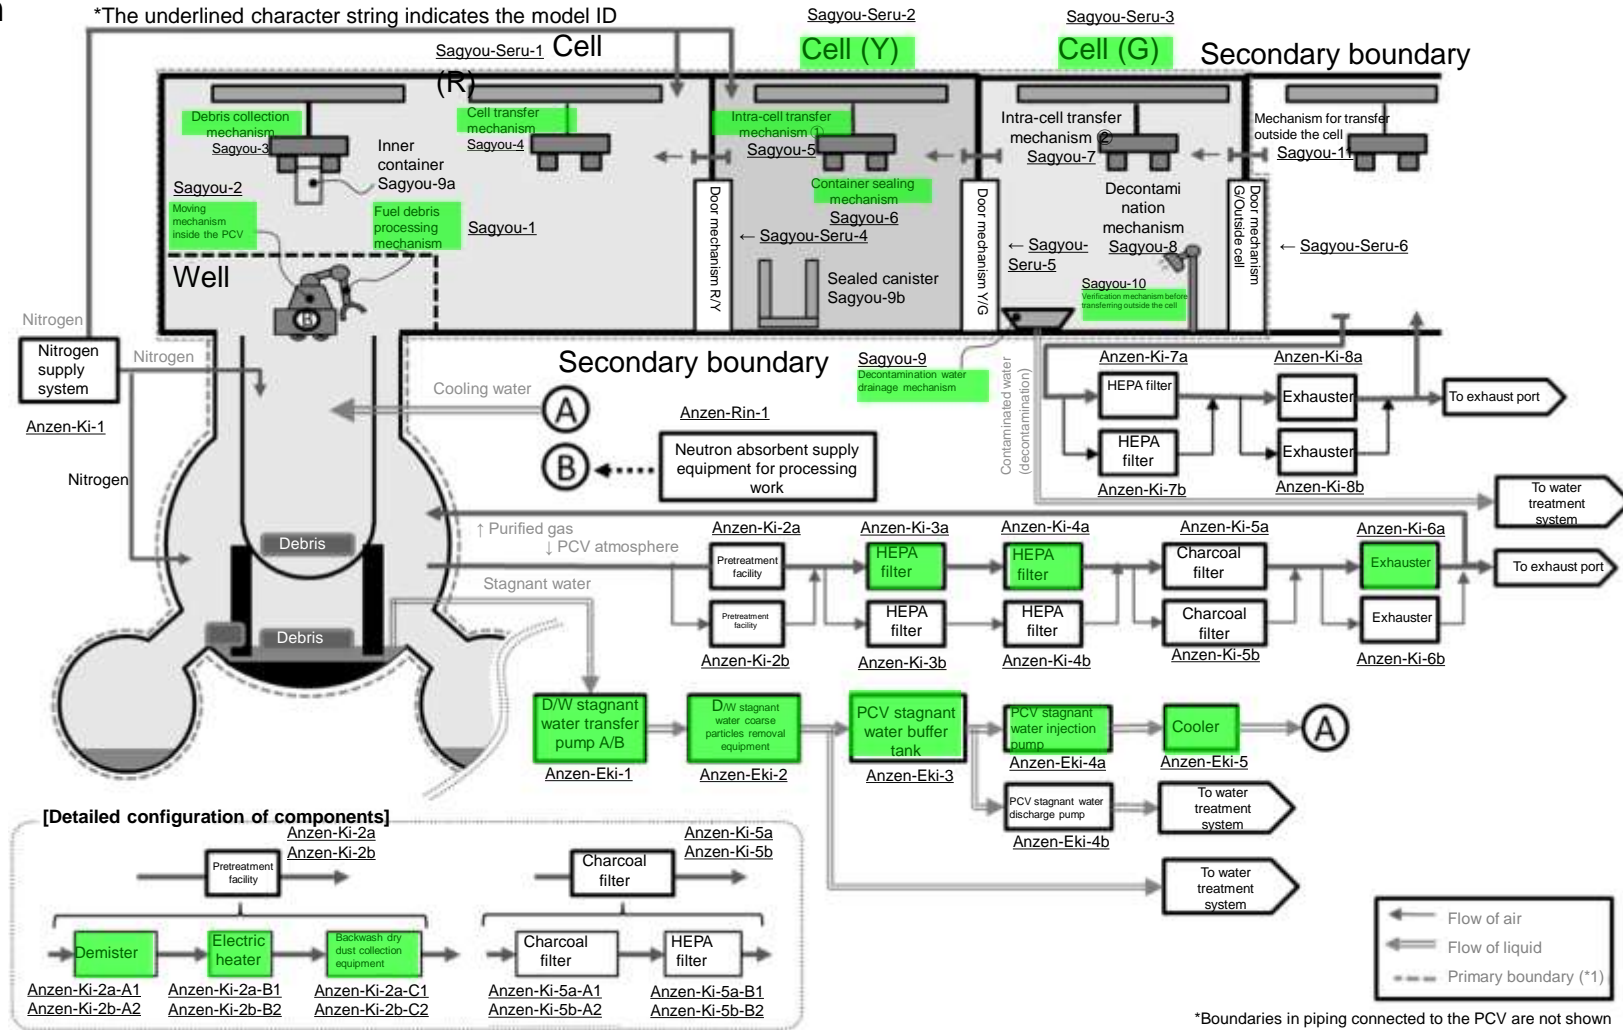 *The underlined character string indicates the model ID
Sagyou-Seru-1
Cell
(R)
Sagyou-Seru-2
Cell (Y)
Sagyou-Seru-3
Cell (G)
Secondary boundary
Debris collection
mechanism
Sagyou-3
Cell transfer
mechanism
Sagyou-4
Inner
container
Sagyou-9a
Sagyou-2
Moving
mechanism
inside the PCV
Fuel debris
processing
mechanism
Sagyou-1
Well
B
Intra-cell transfer
mechanism ①
Sagyou-5
Container sealing
mechanism
Sagyou-6
← Sagyou-Seru-4
Sealed canister
Sagyou-9b
Door mechanism R/Y
Intra-cell transfer
mechanism ②
Sagyou-7
Decontami
nation
mechanism
Sagyou-8
← Sagyou-
Seru-5
Sagyou-10
Verification mechanism before
transferring outside the cell
Door mechanism Y/G
Mechanism for transfer
outside the cell
Sagyou-11
Door mechanism
G/Outside cell
← Sagyou-Seru-6
Nitrogen
Nitrogen
supply
system
Anzen-Ki-1
Nitrogen
Nitrogen
Secondary boundary
Cooling water
A
B
Anzen-Rin-1
Neutron absorbent supply
equipment for processing
work
Sagyou-9
Decontamination water
drainage mechanism
Contaminated water
(decontamination)
Anzen-Ki-7a
HEPA filter
HEPA
filter
Anzen-Ki-7b
Anzen-Ki-8a
Exhauster
Exhauster
Anzen-Ki-8b
To exhaust port
To water
treatment
system
Debris
Debris
↑ Purified gas
↓ PCV atmosphere
Stagnant water
Anzen-Ki-2a
Pretreatment
facility
Pretreatment
facility
Anzen-Ki-2b
Anzen-Ki-3a
HEPA
filter
HEPA
filter
Anzen-Ki-3b
Anzen-Ki-4a
HEPA
filter
HEPA
filter
Anzen-Ki-4b
Anzen-Ki-5a
Charcoal
filter
Charcoal
filter
Anzen-Ki-5b
Anzen-Ki-6a
Exhauster
Exhauster
Anzen-Ki-6b
To exhaust port
D/W stagnant
water transfer
pump A/B
Anzen-Eki-1
D/W stagnant
water coarse
particles removal
equipment
Anzen-Eki-2
PCV stagnant
water buffer
tank
Anzen-Eki-3
PCV stagnant
water injection
pump
Anzen-Eki-4a
Cooler
Anzen-Eki-5
A
PCV stagnant water
discharge pump
Anzen-Eki-4b
To water
treatment
system
To water
treatment
system
[Detailed configuration of components]
Anzen-Ki-2a
Anzen-Ki-2b
Pretreatment
facility
Demister
Electric
heater
Backwash dry
dust collection
equipment
Anzen-Ki-2a-A1
Anzen-Ki-2b-A2
Anzen-Ki-2a-B1
Anzen-Ki-2b-B2
Anzen-Ki-2a-C1
Anzen-Ki-2b-C2
Anzen-Ki-5a
Anzen-Ki-5b
Charcoal
filter
Charcoal
filter
HEPA
filter
Anzen-Ki-5a-A1
Anzen-Ki-5b-A2
Anzen-Ki-5a-B1
Anzen-Ki-5b-B2
Flow of air
Flow of liquid
Primary boundary (*1)
*Boundaries in piping connected to the PCV are not shown